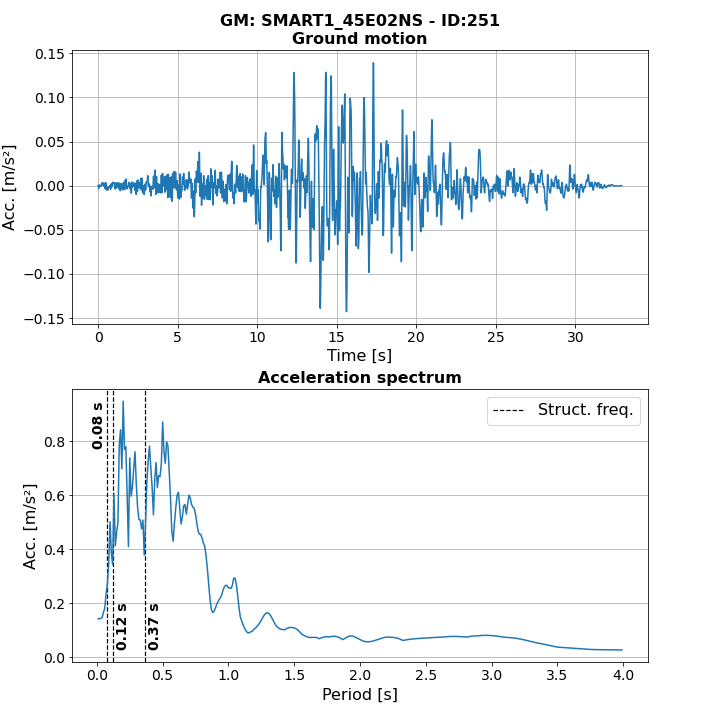 GM: SMART1_45E02NS - ID:251
Ground motion
0.15
0.10
0.05
0.00
−0.05
−0.10
−0.15
Acc. [m/s²]
0 5 10 15 20 25 30
Time [s]
Acceleration spectrum
Struct. freq.
0.08 s
0.12 s
0.37 s
0.8
0.6
0.4
0.2
0.0
Acc. [m/s²]
0.0 0.5 1.0 1.5 2.0 2.5 3.0 3.5 4.0
Period [s]